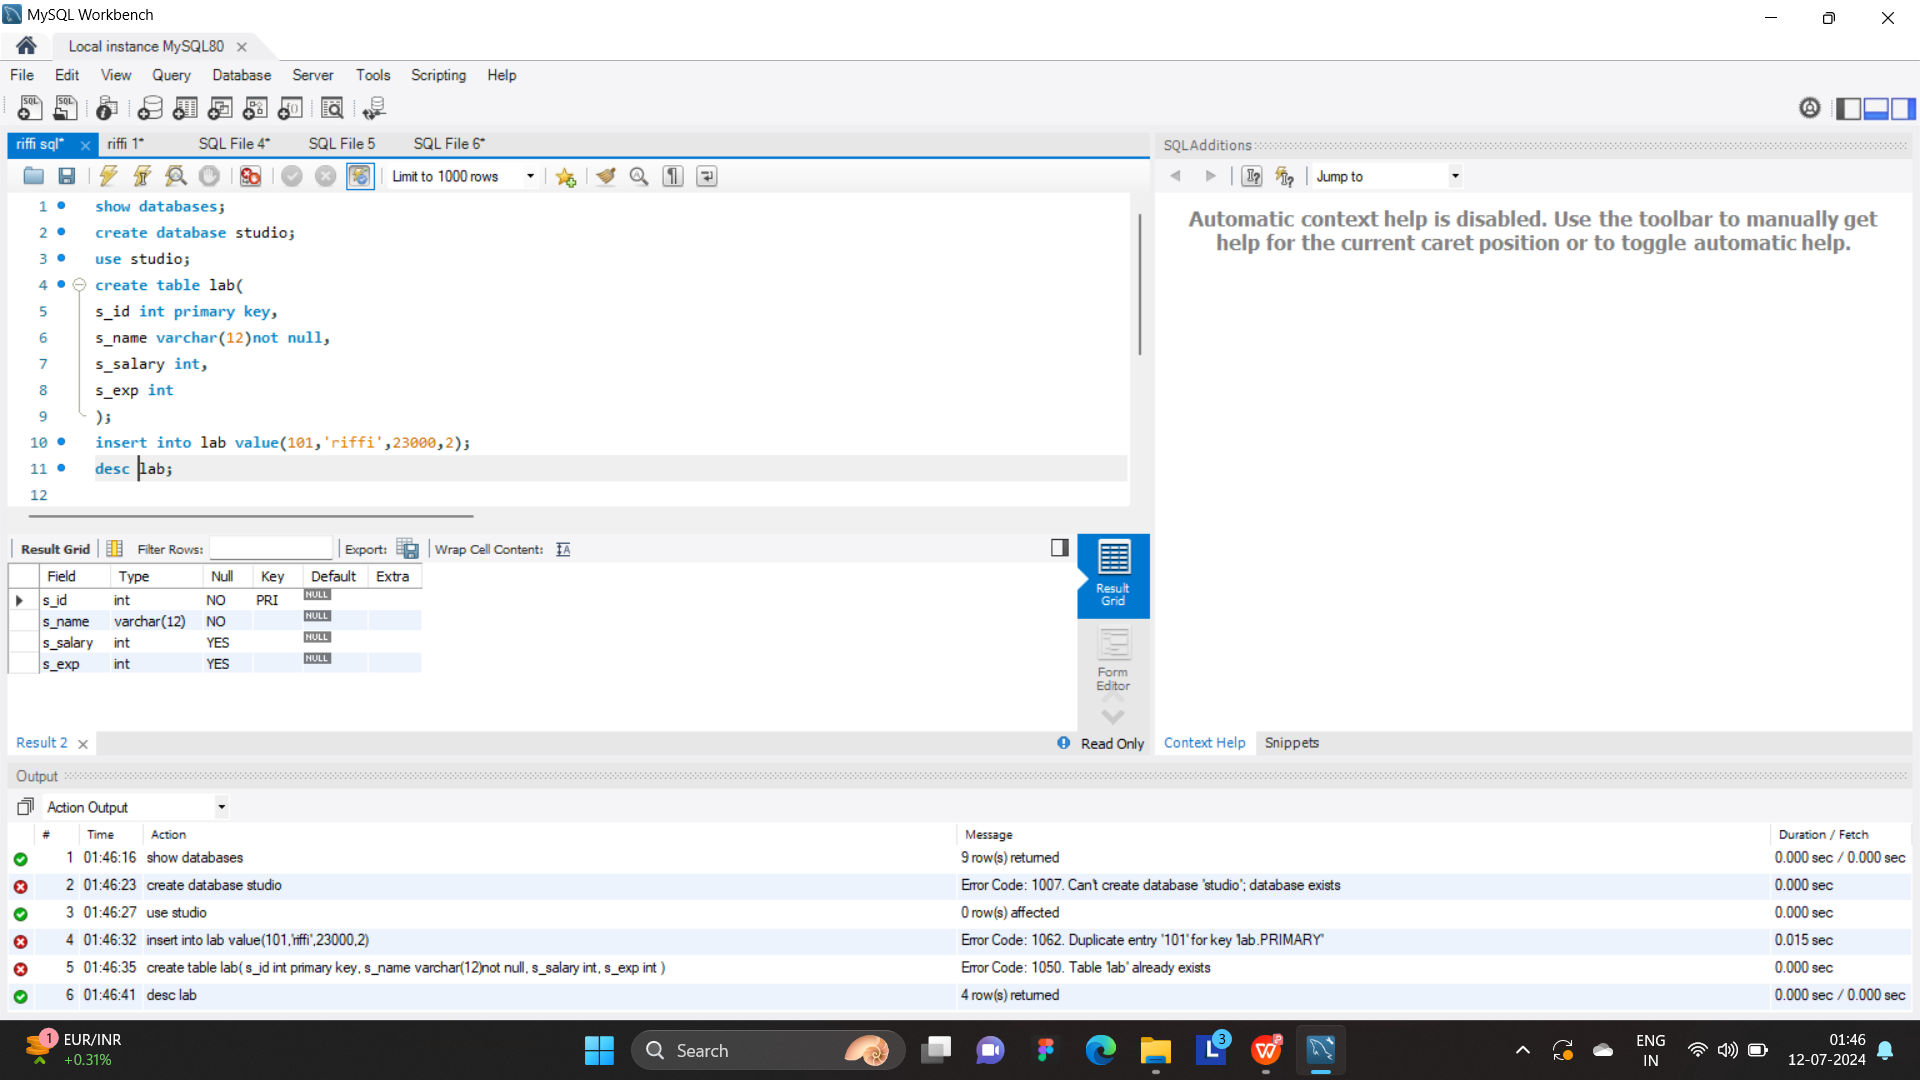 MySQL Workbench
Local instance MySQL80
File Edit View Query Database Server Tools Scripting Help
riffi sql* riffi 1* SQL File 4* SQL File 5 SQL File 6*
Limit to 1000 rows
1 show databases;
2 create database studio;
3 use studio;
4 create table lab(
5 s_id int primary key,
6 s_name varchar(12)not null,
7 s_salary int,
8 s_exp int
9 );
10 insert into lab value(101,'riffi',23000,2);
11 desc lab;
12
SQLAdditions
Jump to
Automatic context help is disabled. Use the toolbar to manually get
help for the current caret position or to toggle automatic help.
Result Grid Filter Rows: Export: Wrap Cell Content:
Field Type Null Key Default Extra
s_id int NO PRI NULL
s_name varchar(12) NO NULL
s_salary int YES NULL
s_exp int YES NULL
Result
Grid
Form
Editor
Result 2
Read Only
Context Help Snippets
Output
Action Output
# Time Action Message Duration / Fetch
1 01:46:16 show databases 9 row(s) returned 0.000 sec / 0.000 sec
2 01:46:23 create database studio Error Code: 1007. Can't create database 'studio'; database exists 0.000 sec
3 01:46:27 use studio 0 row(s) affected 0.000 sec
4 01:46:32 insert into lab value(101,'riffi',23000,2) Error Code: 1062. Duplicate entry '101' for key 'lab.PRIMARY' 0.015 sec
5 01:46:35 create table lab( s_id int primary key, s_name varchar(12)not null, s_salary int, s_exp int ) Error Code: 1050. Table 'lab' already exists 0.000 sec
6 01:46:41 desc lab 4 row(s) returned 0.000 sec / 0.000 sec
1
EUR/INR
+0.31%
Search
3
ENG
IN
01:46
12-07-2024